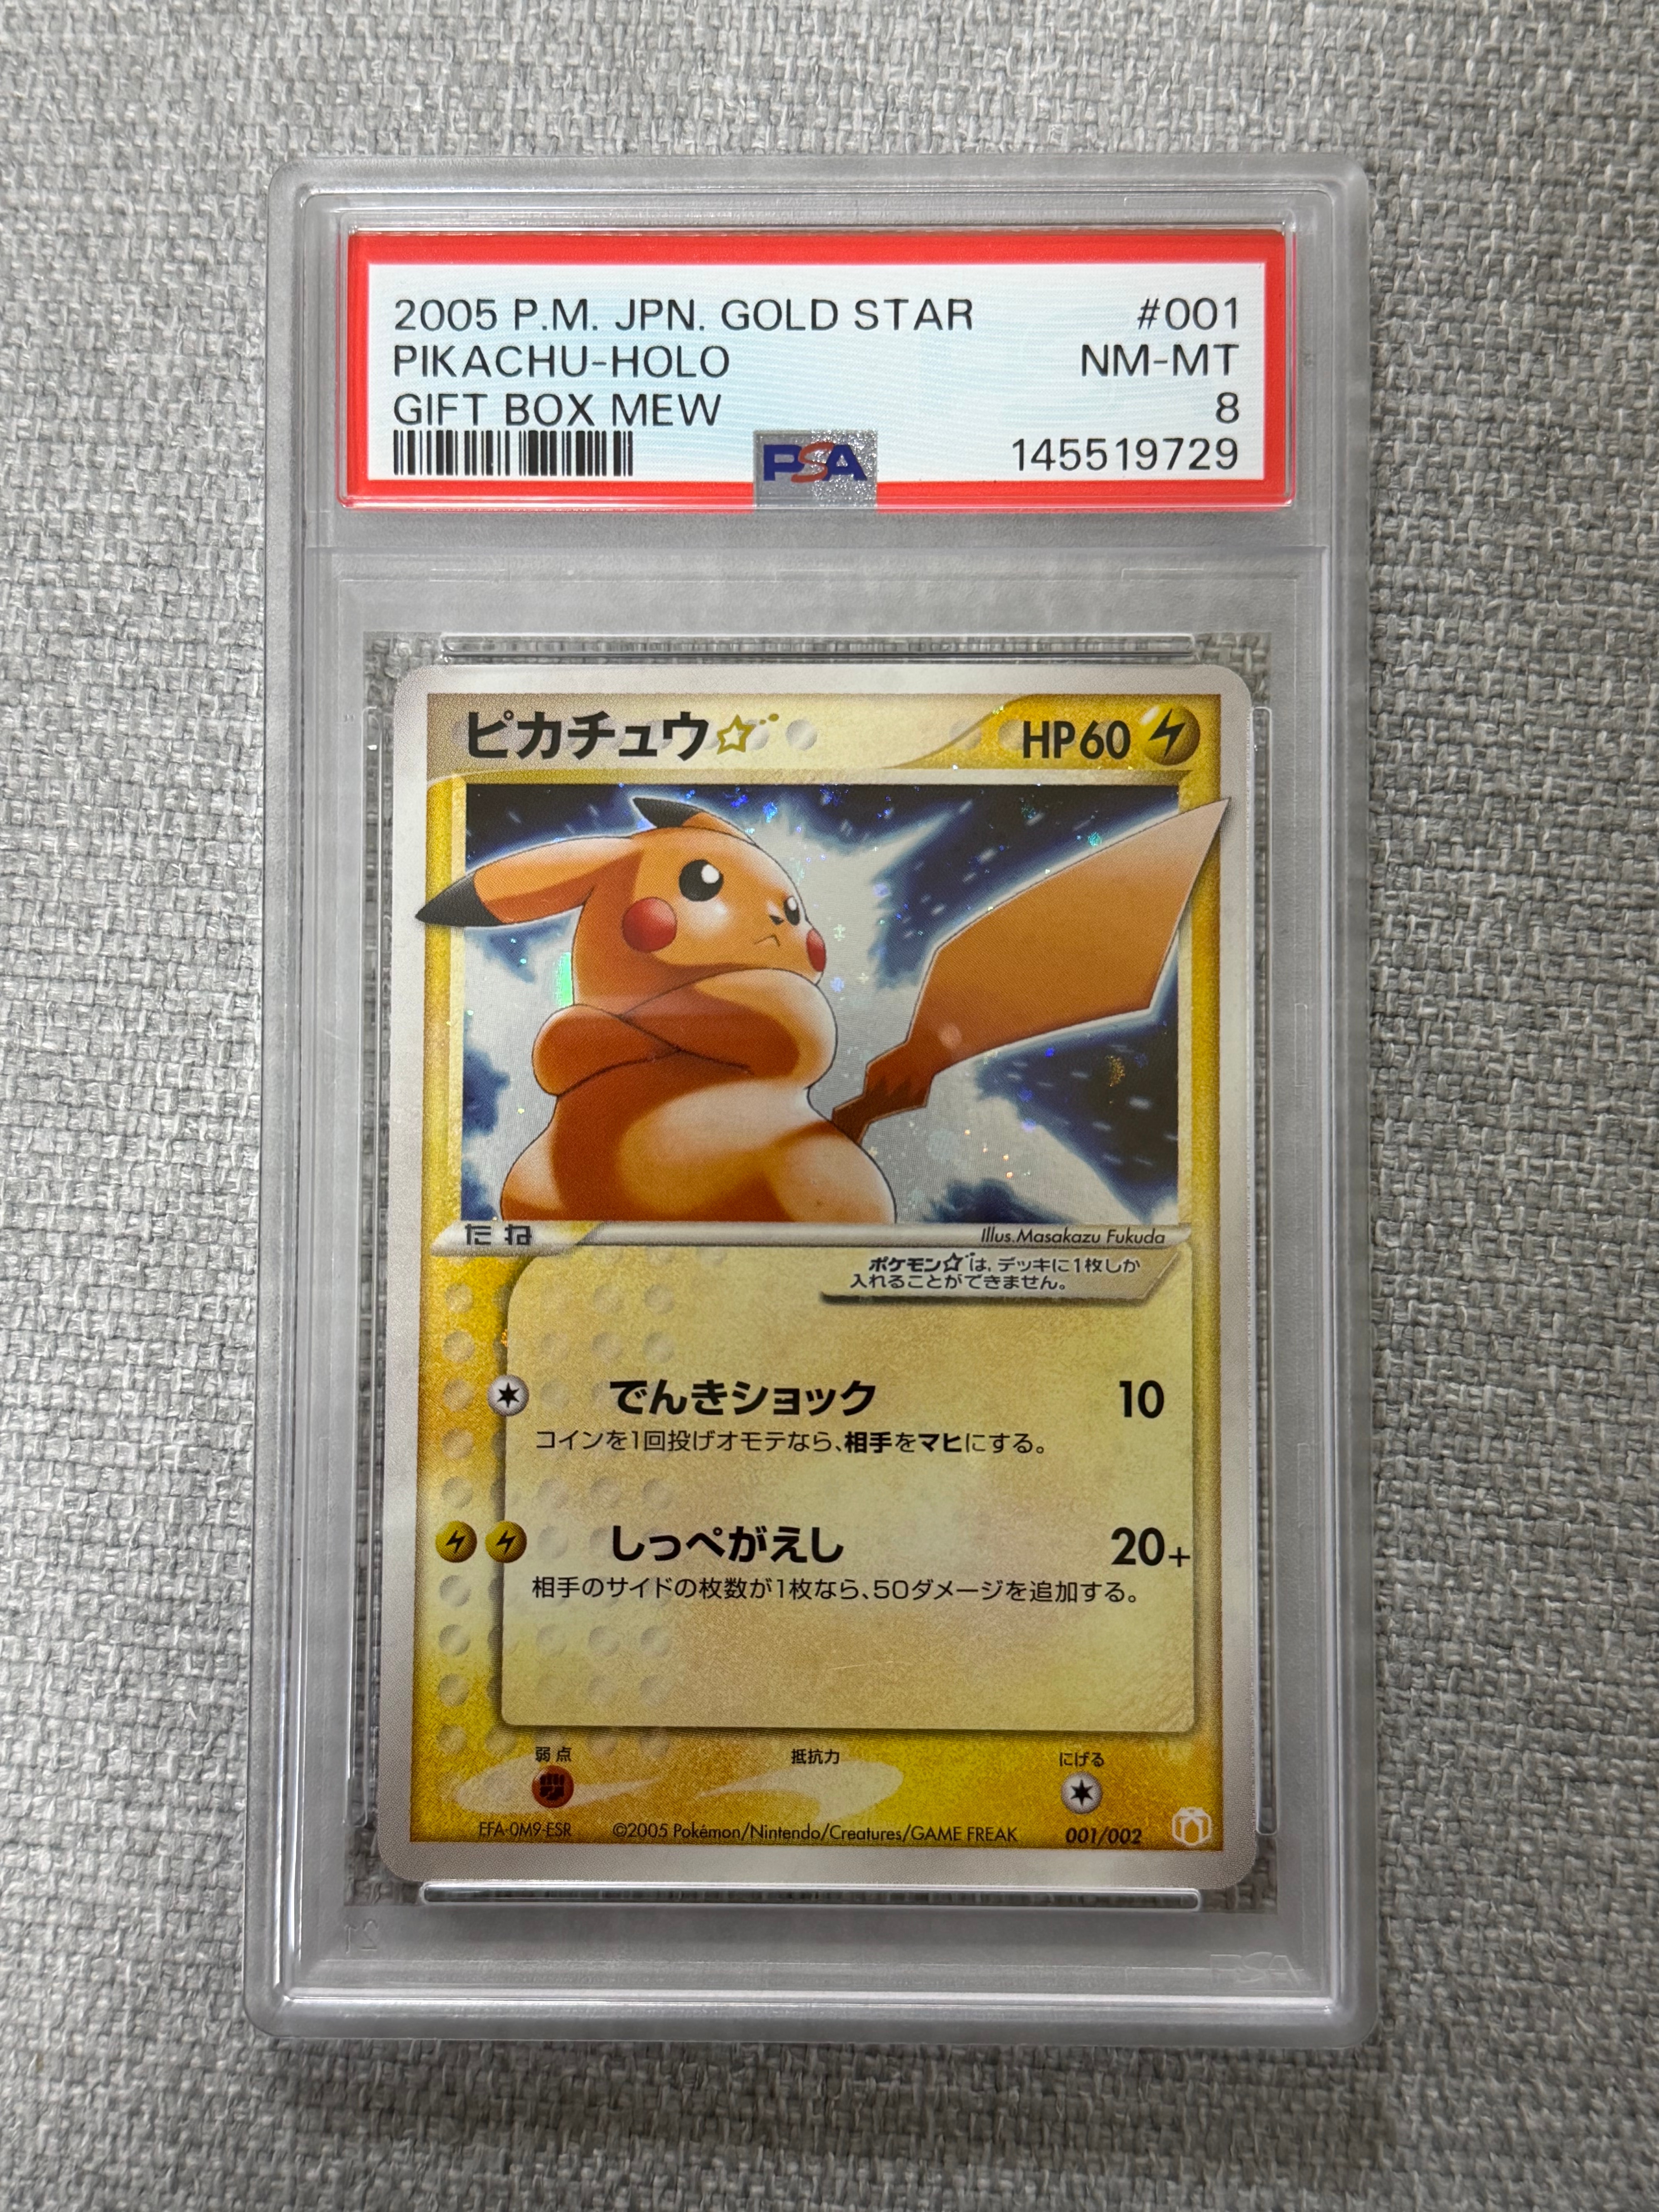 2005 P.M. JPN. GOLD STAR #001
PIKACHU-HOLO NM-MT
GIFT BOX MEW 8
PSA 145519729
ピカチュウ☆ HP60
たね Illus.Masakazu Fukuda
ポケモン☆は、デッキに1枚しか
入れることができません。
でんきショック 10
コインを1回投げオモテなら、相手をマヒにする。
しっぺがえし 20+
相手のサイドの枚数が1枚なら、50ダメージを追加する。
弱点 抵抗力 にげる
EFA-0M9-ESR ©2005 Pokémon/Nintendo/Creatures/GAME FREAK 001/002
PSA